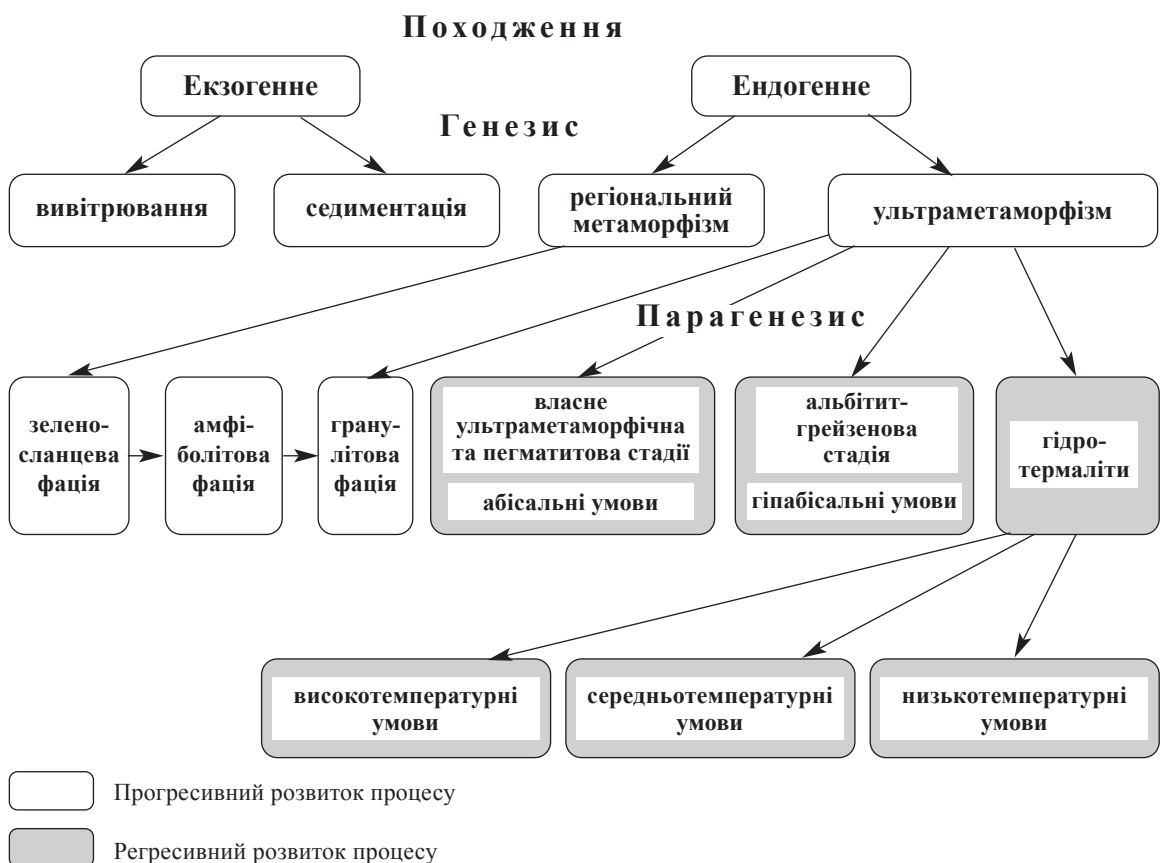 Походження
Екзогенне
Ендогенне
Генезис
вивітрювання
седиментація
регіональний
метаморфізм
ультраметаморфізм
Парагенезис
зелено-
сланцева
фація
амфі-
болітова
фація
грану-
літова
фація
власне
ультраметаморфічна
та пегматитова стадії
абісальні умови
альбітит-
грейзенова
стадія
гіпабісальні умови
гідро-
термаліти
високотемпературні
умови
середньотемпературні
умови
низькотемпературні
умови
Прогресивний розвиток процесу
Регресивний розвиток процесу